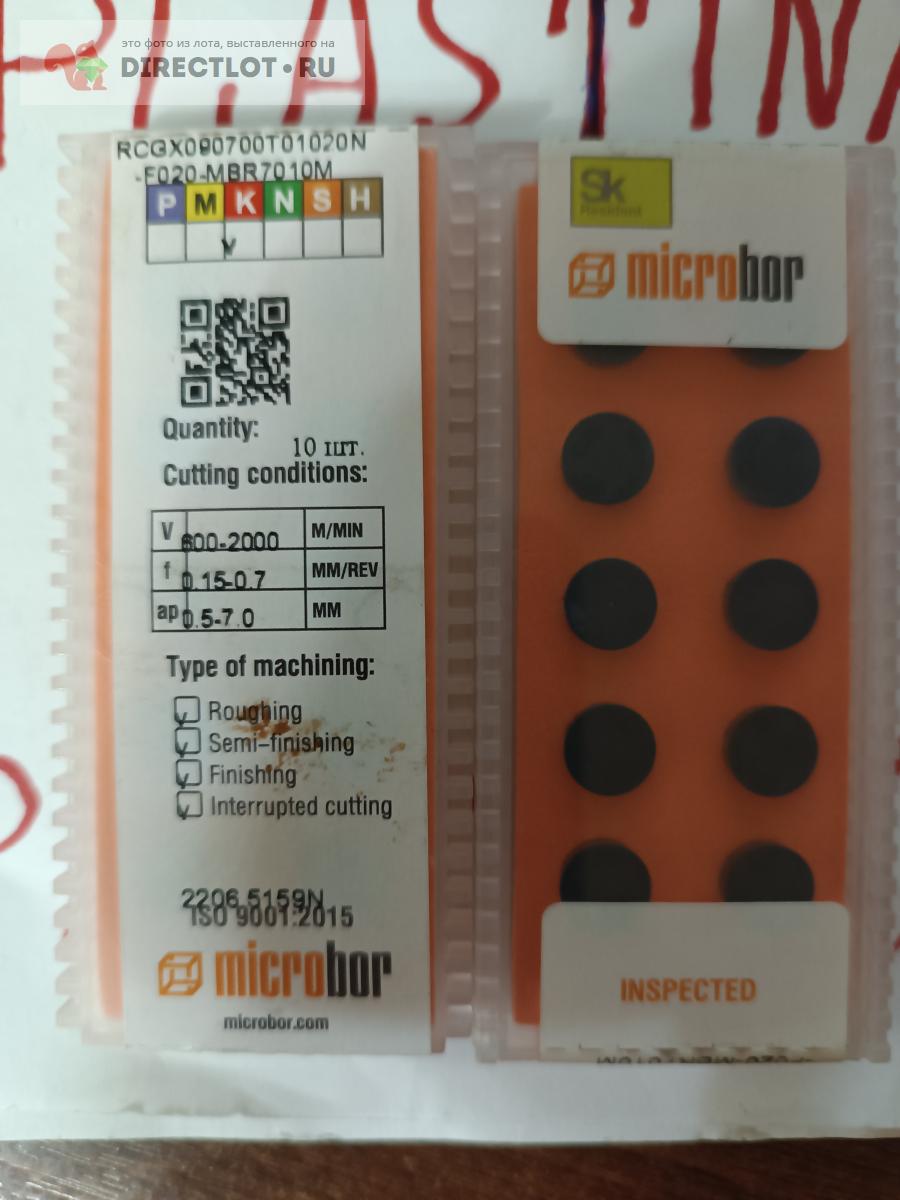 PLASTIN
это фото из лота, выставленного на
DIRECTLOT•RU
RCGX090700T01020N
-F020-MBR7010M
P M K N S H
v
Quantity:
10 шт.
Cutting conditions:
V 600-2000 M/MIN
f 0.15-0.7 MM/REV
ap 0.5-7.0 MM
Type of machining:
Roughing
Semi-finishing
Finishing
Interrupted cutting
2206 5159N
ISO 9001:2015
microbor
microbor.com
Sk
Resident
microbor
INSPECTED